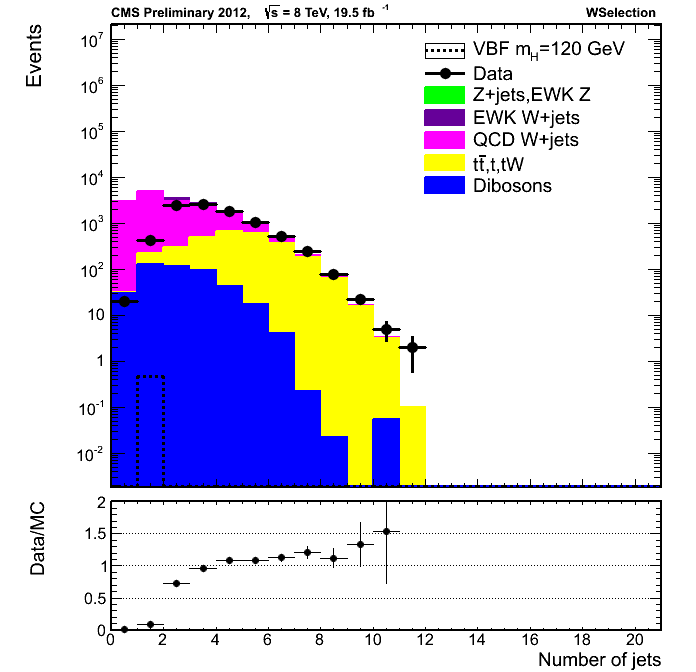 CMS Preliminary 2012, √s = 8 TeV, 19.5 fb⁻¹ WSelection
Events
10⁷
10⁶
10⁵
10⁴
10³
10²
10
1
10⁻¹
10⁻²
VBF m_H=120 GeV
Data
Z+jets,EWK Z
EWK W+jets
QCD W+jets
tt̄,t,tW
Dibosons
Data/MC
2
1.5
1
0.5
0
0 2 4 6 8 10 12 14 16 18 20
Number of jets